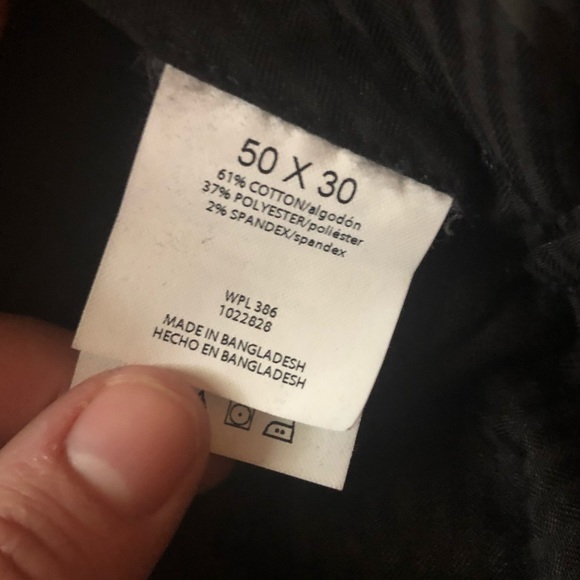 50 X 30
61% COTTON/algodón
37% POLYESTER/poliéster
2% SPANDEX/spandex
WPL 386
1022828
MADE IN BANGLADESH
HECHO EN BANGLADESH